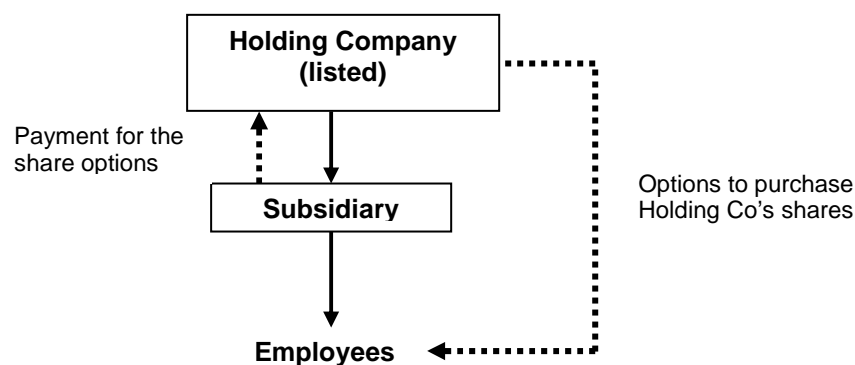 Holding Company
(listed)
Payment for the
share options
Options to purchase
Holding Co's shares
Subsidiary
Employees